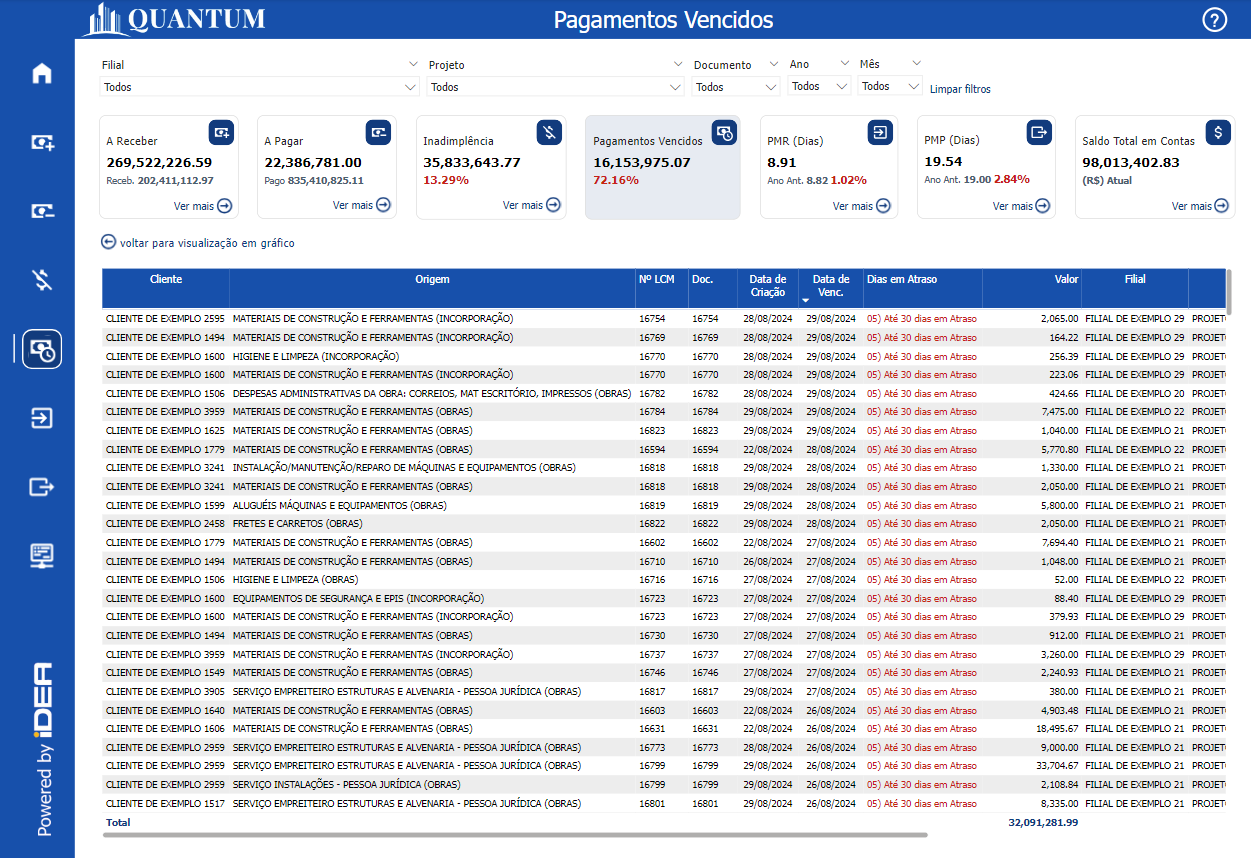 QUANTUM
Pagamentos Vencidos
?
Filial Projeto Documento Ano Mês
Todos Todos Todos Todos Todos Limpar filtros
A Receber
269,522,226.59
Receb. 202,411,112.97
Ver mais
A Pagar
22,386,781.00
Pago 835,410,825.11
Ver mais
Inadimplência
35,833,643.77
13.29%
Ver mais
Pagamentos Vencidos
16,153,975.07
72.16%
PMR (Dias)
8.91
Ano Ant. 8.82 1.02%
Ver mais
PMP (Dias)
19.54
Ano Ant. 19.00 2.84%
Ver mais
Saldo Total em Contas
98,013,402.83
(R$) Atual
Ver mais
voltar para visualização em gráfico
Cliente Origem Nº LCM Doc. Data de Criação Data de Venc. Dias em Atraso Valor Filial
CLIENTE DE EXEMPLO 2595 MATERIAIS DE CONSTRUÇÃO E FERRAMENTAS (INCORPORAÇÃO) 16754 16754 28/08/2024 29/08/2024 05) Até 30 dias em Atraso 2,065.00 FILIAL DE EXEMPLO 29 PROJET
CLIENTE DE EXEMPLO 1494 MATERIAIS DE CONSTRUÇÃO E FERRAMENTAS (INCORPORAÇÃO) 16769 16769 28/08/2024 29/08/2024 05) Até 30 dias em Atraso 164.22 FILIAL DE EXEMPLO 29 PROJET
CLIENTE DE EXEMPLO 1600 HIGIENE E LIMPEZA (INCORPORAÇÃO) 16770 16770 28/08/2024 29/08/2024 05) Até 30 dias em Atraso 256.39 FILIAL DE EXEMPLO 29 PROJET
CLIENTE DE EXEMPLO 1600 MATERIAIS DE CONSTRUÇÃO E FERRAMENTAS (INCORPORAÇÃO) 16770 16770 28/08/2024 29/08/2024 05) Até 30 dias em Atraso 223.06 FILIAL DE EXEMPLO 29 PROJET
CLIENTE DE EXEMPLO 1506 DESPESAS ADMINISTRATIVAS DA OBRA: CORREIOS, MAT ESCRITÓRIO, IMPRESSOS (OBRAS) 16782 16782 28/08/2024 29/08/2024 05) Até 30 dias em Atraso 424.66 FILIAL DE EXEMPLO 20 PROJET
CLIENTE DE EXEMPLO 3959 MATERIAIS DE CONSTRUÇÃO E FERRAMENTAS (OBRAS) 16784 16784 29/08/2024 29/08/2024 05) Até 30 dias em Atraso 7,475.00 FILIAL DE EXEMPLO 22 PROJET
CLIENTE DE EXEMPLO 1625 MATERIAIS DE CONSTRUÇÃO E FERRAMENTAS (OBRAS) 16823 16823 29/08/2024 29/08/2024 05) Até 30 dias em Atraso 1,040.00 FILIAL DE EXEMPLO 21 PROJET
CLIENTE DE EXEMPLO 1779 MATERIAIS DE CONSTRUÇÃO E FERRAMENTAS (OBRAS) 16594 16594 22/08/2024 28/08/2024 05) Até 30 dias em Atraso 5,770.80 FILIAL DE EXEMPLO 22 PROJET
CLIENTE DE EXEMPLO 3241 INSTALAÇÃO/MANUTENÇÃO/REPARO DE MÁQUINAS E EQUIPAMENTOS (OBRAS) 16818 16818 29/08/2024 28/08/2024 05) Até 30 dias em Atraso 1,330.00 FILIAL DE EXEMPLO 21 PROJET
CLIENTE DE EXEMPLO 3241 MATERIAIS DE CONSTRUÇÃO E FERRAMENTAS (OBRAS) 16818 16818 29/08/2024 28/08/2024 05) Até 30 dias em Atraso 2,050.00 FILIAL DE EXEMPLO 21 PROJET
CLIENTE DE EXEMPLO 1599 ALUGUÉIS MÁQUINAS E EQUIPAMENTOS (OBRAS) 16819 16819 29/08/2024 28/08/2024 05) Até 30 dias em Atraso 5,800.00 FILIAL DE EXEMPLO 21 PROJET
CLIENTE DE EXEMPLO 2458 FRETES E CARRETOS (OBRAS) 16822 16822 29/08/2024 28/08/2024 05) Até 30 dias em Atraso 2,050.00 FILIAL DE EXEMPLO 21 PROJET
CLIENTE DE EXEMPLO 1779 MATERIAIS DE CONSTRUÇÃO E FERRAMENTAS (OBRAS) 16602 16602 22/08/2024 27/08/2024 05) Até 30 dias em Atraso 7,694.40 FILIAL DE EXEMPLO 21 PROJET
CLIENTE DE EXEMPLO 1494 MATERIAIS DE CONSTRUÇÃO E FERRAMENTAS (OBRAS) 16710 16710 26/08/2024 27/08/2024 05) Até 30 dias em Atraso 1,048.00 FILIAL DE EXEMPLO 21 PROJET
CLIENTE DE EXEMPLO 1506 HIGIENE E LIMPEZA (OBRAS) 16716 16716 27/08/2024 27/08/2024 05) Até 30 dias em Atraso 52.00 FILIAL DE EXEMPLO 22 PROJET
CLIENTE DE EXEMPLO 1600 EQUIPAMENTOS DE SEGURANÇA E EPIS (INCORPORAÇÃO) 16723 16723 27/08/2024 27/08/2024 05) Até 30 dias em Atraso 88.40 FILIAL DE EXEMPLO 29 PROJET
CLIENTE DE EXEMPLO 1600 MATERIAIS DE CONSTRUÇÃO E FERRAMENTAS (INCORPORAÇÃO) 16723 16723 27/08/2024 27/08/2024 05) Até 30 dias em Atraso 379.93 FILIAL DE EXEMPLO 29 PROJET
CLIENTE DE EXEMPLO 1494 MATERIAIS DE CONSTRUÇÃO E FERRAMENTAS (OBRAS) 16730 16730 27/08/2024 27/08/2024 05) Até 30 dias em Atraso 912.00 FILIAL DE EXEMPLO 21 PROJET
CLIENTE DE EXEMPLO 3959 MATERIAIS DE CONSTRUÇÃO E FERRAMENTAS (INCORPORAÇÃO) 16737 16737 27/08/2024 27/08/2024 05) Até 30 dias em Atraso 3,260.00 FILIAL DE EXEMPLO 29 PROJET
CLIENTE DE EXEMPLO 1549 MATERIAIS DE CONSTRUÇÃO E FERRAMENTAS (OBRAS) 16746 16746 27/08/2024 27/08/2024 05) Até 30 dias em Atraso 2,240.93 FILIAL DE EXEMPLO 21 PROJET
CLIENTE DE EXEMPLO 3905 SERVIÇO EMPREITEIRO ESTRUTURAS E ALVENARIA - PESSOA JURÍDICA (OBRAS) 16817 16817 29/08/2024 27/08/2024 05) Até 30 dias em Atraso 380.00 FILIAL DE EXEMPLO 21 PROJET
CLIENTE DE EXEMPLO 1640 MATERIAIS DE CONSTRUÇÃO E FERRAMENTAS (OBRAS) 16603 16603 22/08/2024 26/08/2024 05) Até 30 dias em Atraso 4,903.48 FILIAL DE EXEMPLO 21 PROJET
CLIENTE DE EXEMPLO 1606 MATERIAIS DE CONSTRUÇÃO E FERRAMENTAS (OBRAS) 16631 16631 22/08/2024 26/08/2024 05) Até 30 dias em Atraso 18,495.67 FILIAL DE EXEMPLO 21 PROJET
CLIENTE DE EXEMPLO 2959 SERVIÇO EMPREITEIRO ESTRUTURAS E ALVENARIA - PESSOA JURÍDICA (OBRAS) 16773 16773 28/08/2024 26/08/2024 05) Até 30 dias em Atraso 9,000.00 FILIAL DE EXEMPLO 21 PROJET
CLIENTE DE EXEMPLO 2959 SERVIÇO EMPREITEIRO ESTRUTURAS E ALVENARIA - PESSOA JURÍDICA (OBRAS) 16799 16799 29/08/2024 26/08/2024 05) Até 30 dias em Atraso 33,704.67 FILIAL DE EXEMPLO 21 PROJET
CLIENTE DE EXEMPLO 2959 SERVIÇO INSTALAÇÕES - PESSOA JURÍDICA (OBRAS) 16799 16799 29/08/2024 26/08/2024 05) Até 30 dias em Atraso 2,108.84 FILIAL DE EXEMPLO 21 PROJET
CLIENTE DE EXEMPLO 1517 SERVIÇO EMPREITEIRO ESTRUTURAS E ALVENARIA - PESSOA JURÍDICA (OBRAS) 16801 16801 29/08/2024 26/08/2024 05) Até 30 dias em Atraso 8,335.00 FILIAL DE EXEMPLO 21 PROJET
Total 32,091,281.99
Powered by iDEA